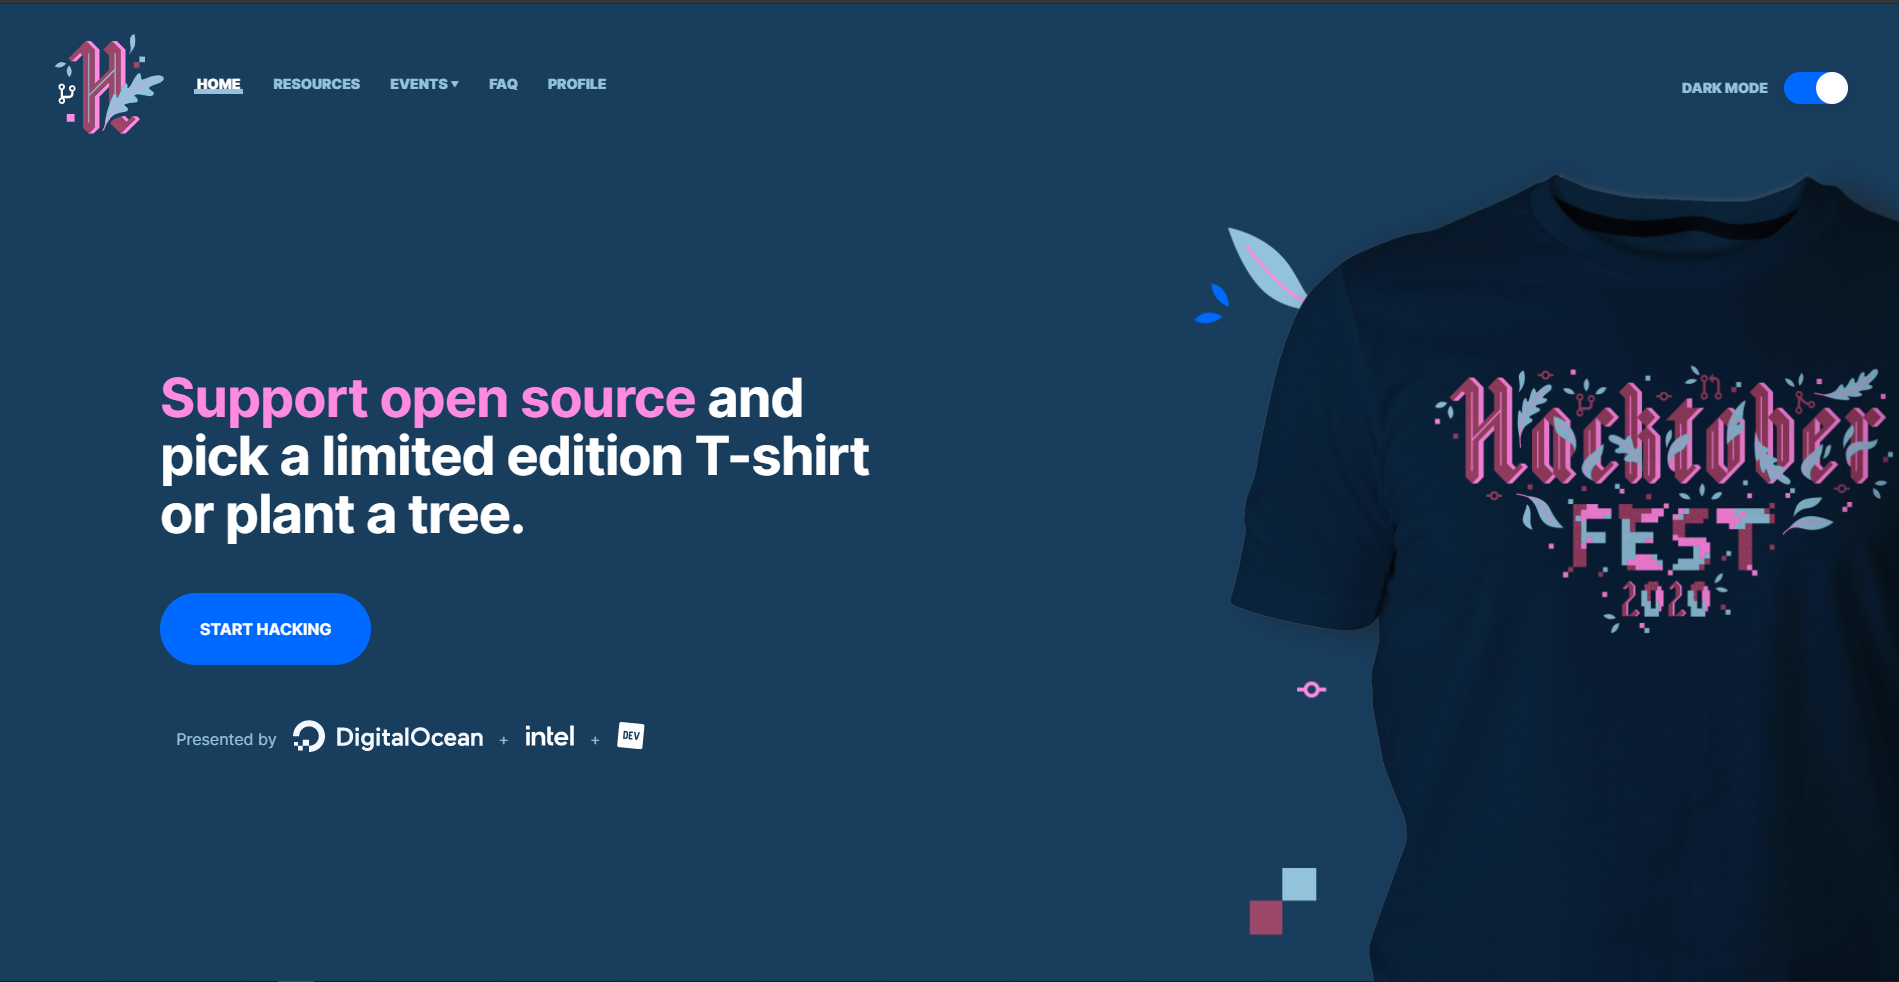 HOME
RESOURCES
EVENTS
FAQ
PROFILE
DARK MODE
Support open source and
pick a limited edition T-shirt
or plant a tree.
START HACKING
Presented by DigitalOcean + intel + DEV
Hacktober
FEST
2020